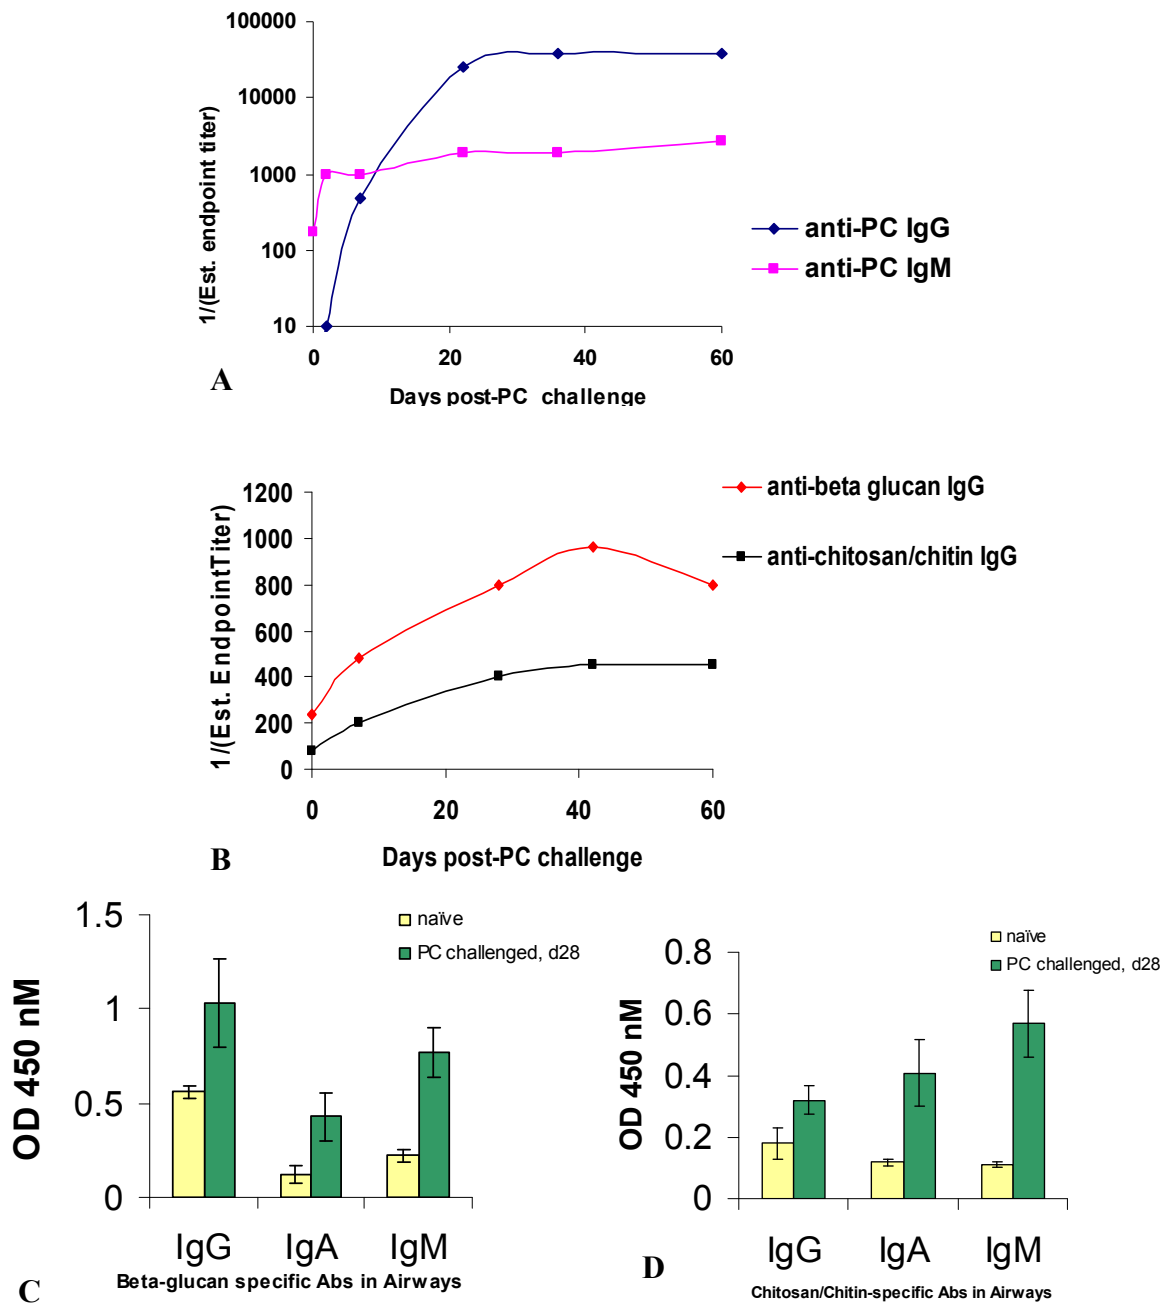 100000
10000
1000
100
10
1/(Est. endpoint titer)
0 20 40 60
Days post-PC challenge
anti-PC IgG
anti-PC IgM
A
1200
1000
800
600
400
200
0
1/(Est. EndpointTiter)
0 20 40 60
Days post-PC challenge
anti-beta glucan IgG
anti-chitosan/chitin IgG
B
1.5
1
0.5
0
OD 450 nM
naïve
PC challenged, d28
IgG IgA IgM
Beta-glucan specific Abs in Airways
C
0.8
0.6
0.4
0.2
0
OD 450 nM
naïve
PC challenged, d28
IgG IgA IgM
Chitosan/Chitin-specific Abs in Airways
D